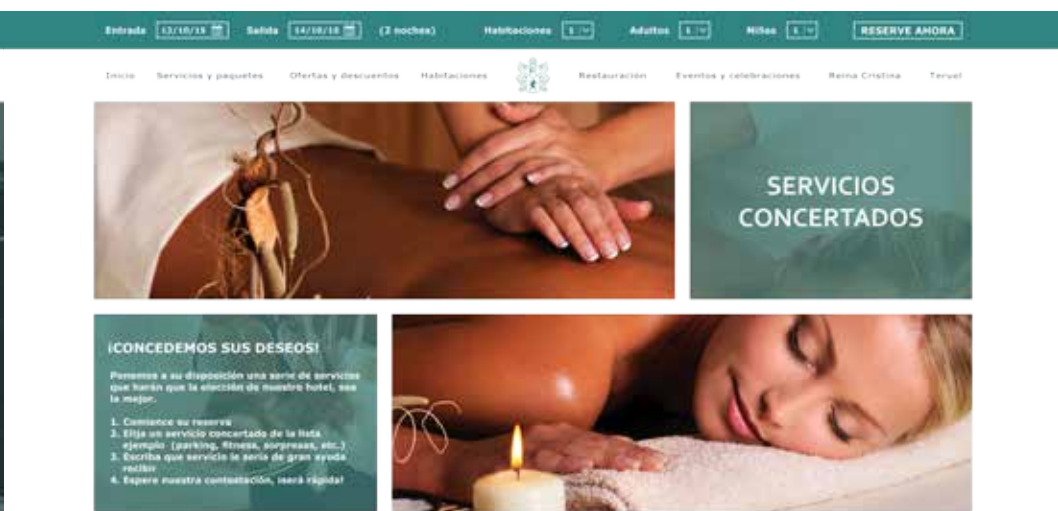 Entrada 12/10/15 Salida 14/10/15 (2 noches) Habitaciones 1 Adultos 1 Niños 1 RESERVE AHORA
Inicio Servicios y paquetes Ofertas y descuentos Habitaciones Restauración Eventos y celebraciones Reina Cristina Teruel
SERVICIOS
CONCERTADOS
¡CONCEDEMOS SUS DESEOS!
Ponemos a su disposición una serie de servicios
que harán que la elección de nuestro hotel, sea
la mejor.
1. Comience su reserva
2. Elija un servicio concertado de la lista
ejemplo (parking, fitness, sorpresas, etc.)
3. Escriba que servicio le sería de gran ayuda
recibir
4. Espere nuestra contestación, ¡será rápida!